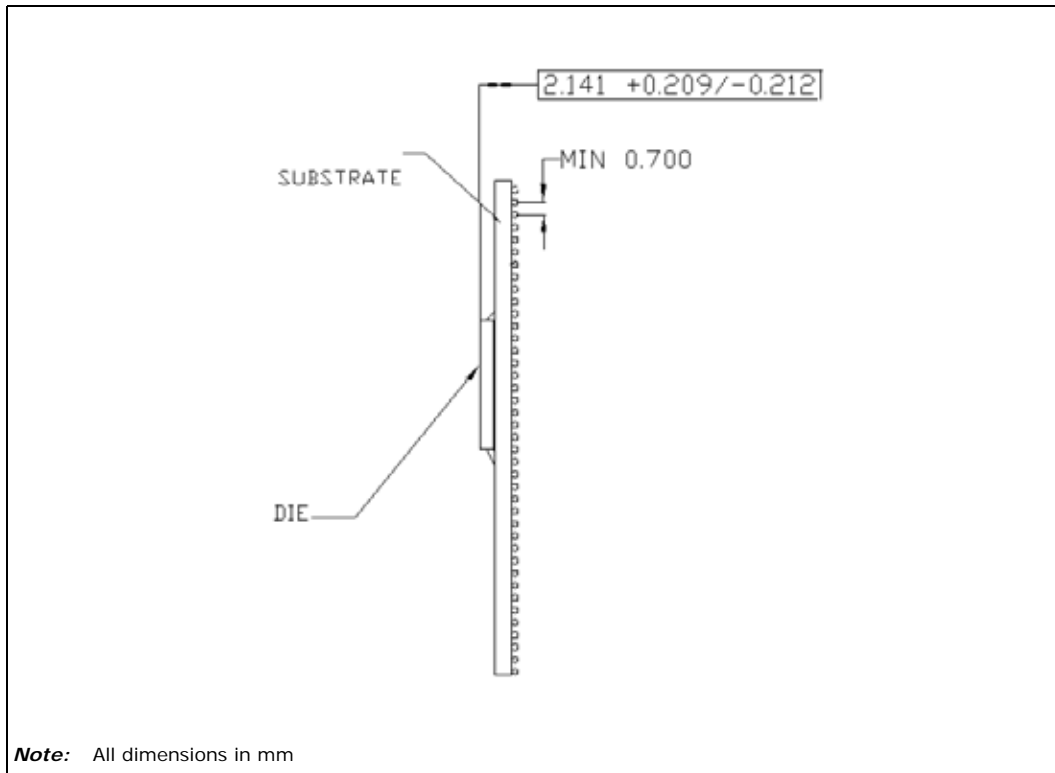 2.141 +0.209/-0.212
MIN 0.700
SUBSTRATE
DIE
Note: All dimensions in mm